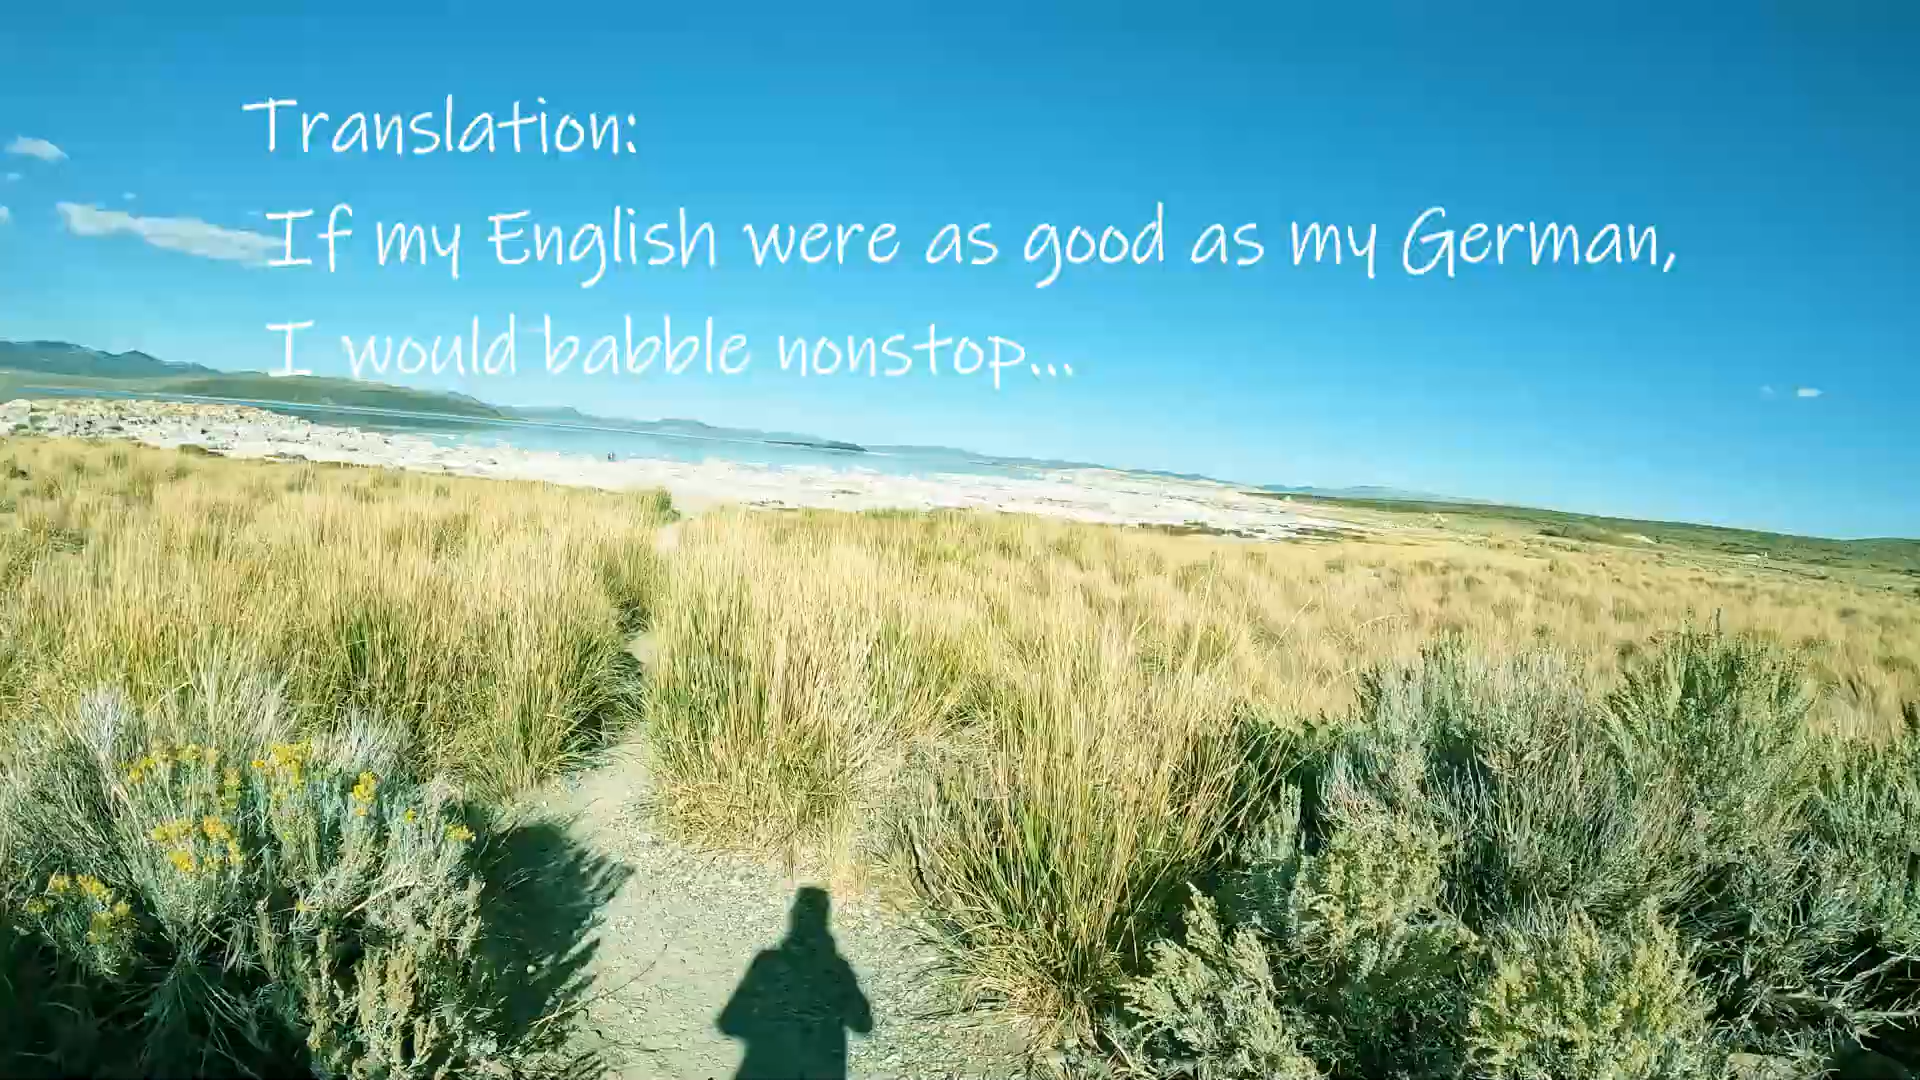 Translation:
If my English were as good as my German,
I would babble nonstop...